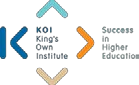 KOI
King's
Own
Institute
Success
in
Higher
Education